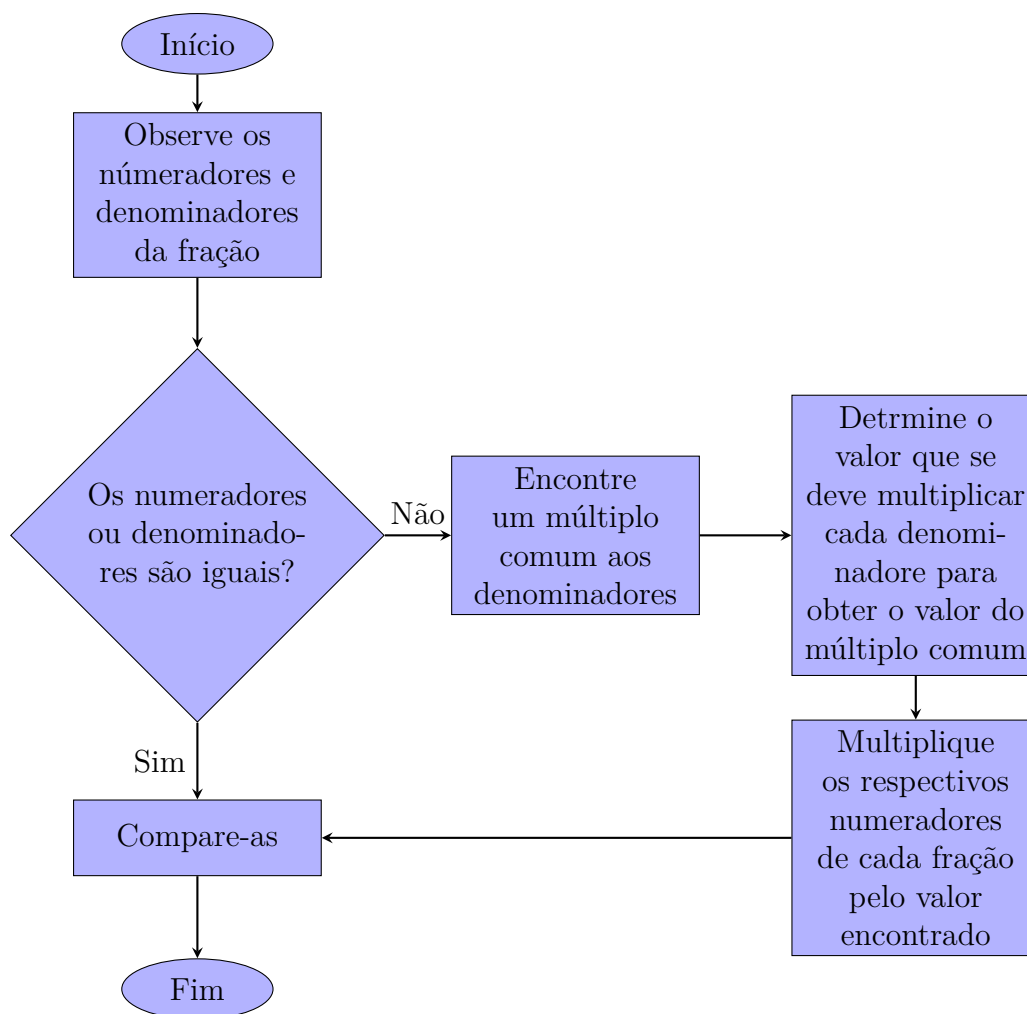 Início
Observe os
númeradores e
denominadores
da fração
Os numeradores
ou denominado-
res são iguais?
Não
Encontre
um múltiplo
comum aos
denominadores
Detrmine o
valor que se
deve multiplicar
cada denomi-
nadore para
obter o valor do
múltiplo comum
Multiplique
os respectivos
numeradores
de cada fração
pelo valor
encontrado
Sim
Compare-as
Fim